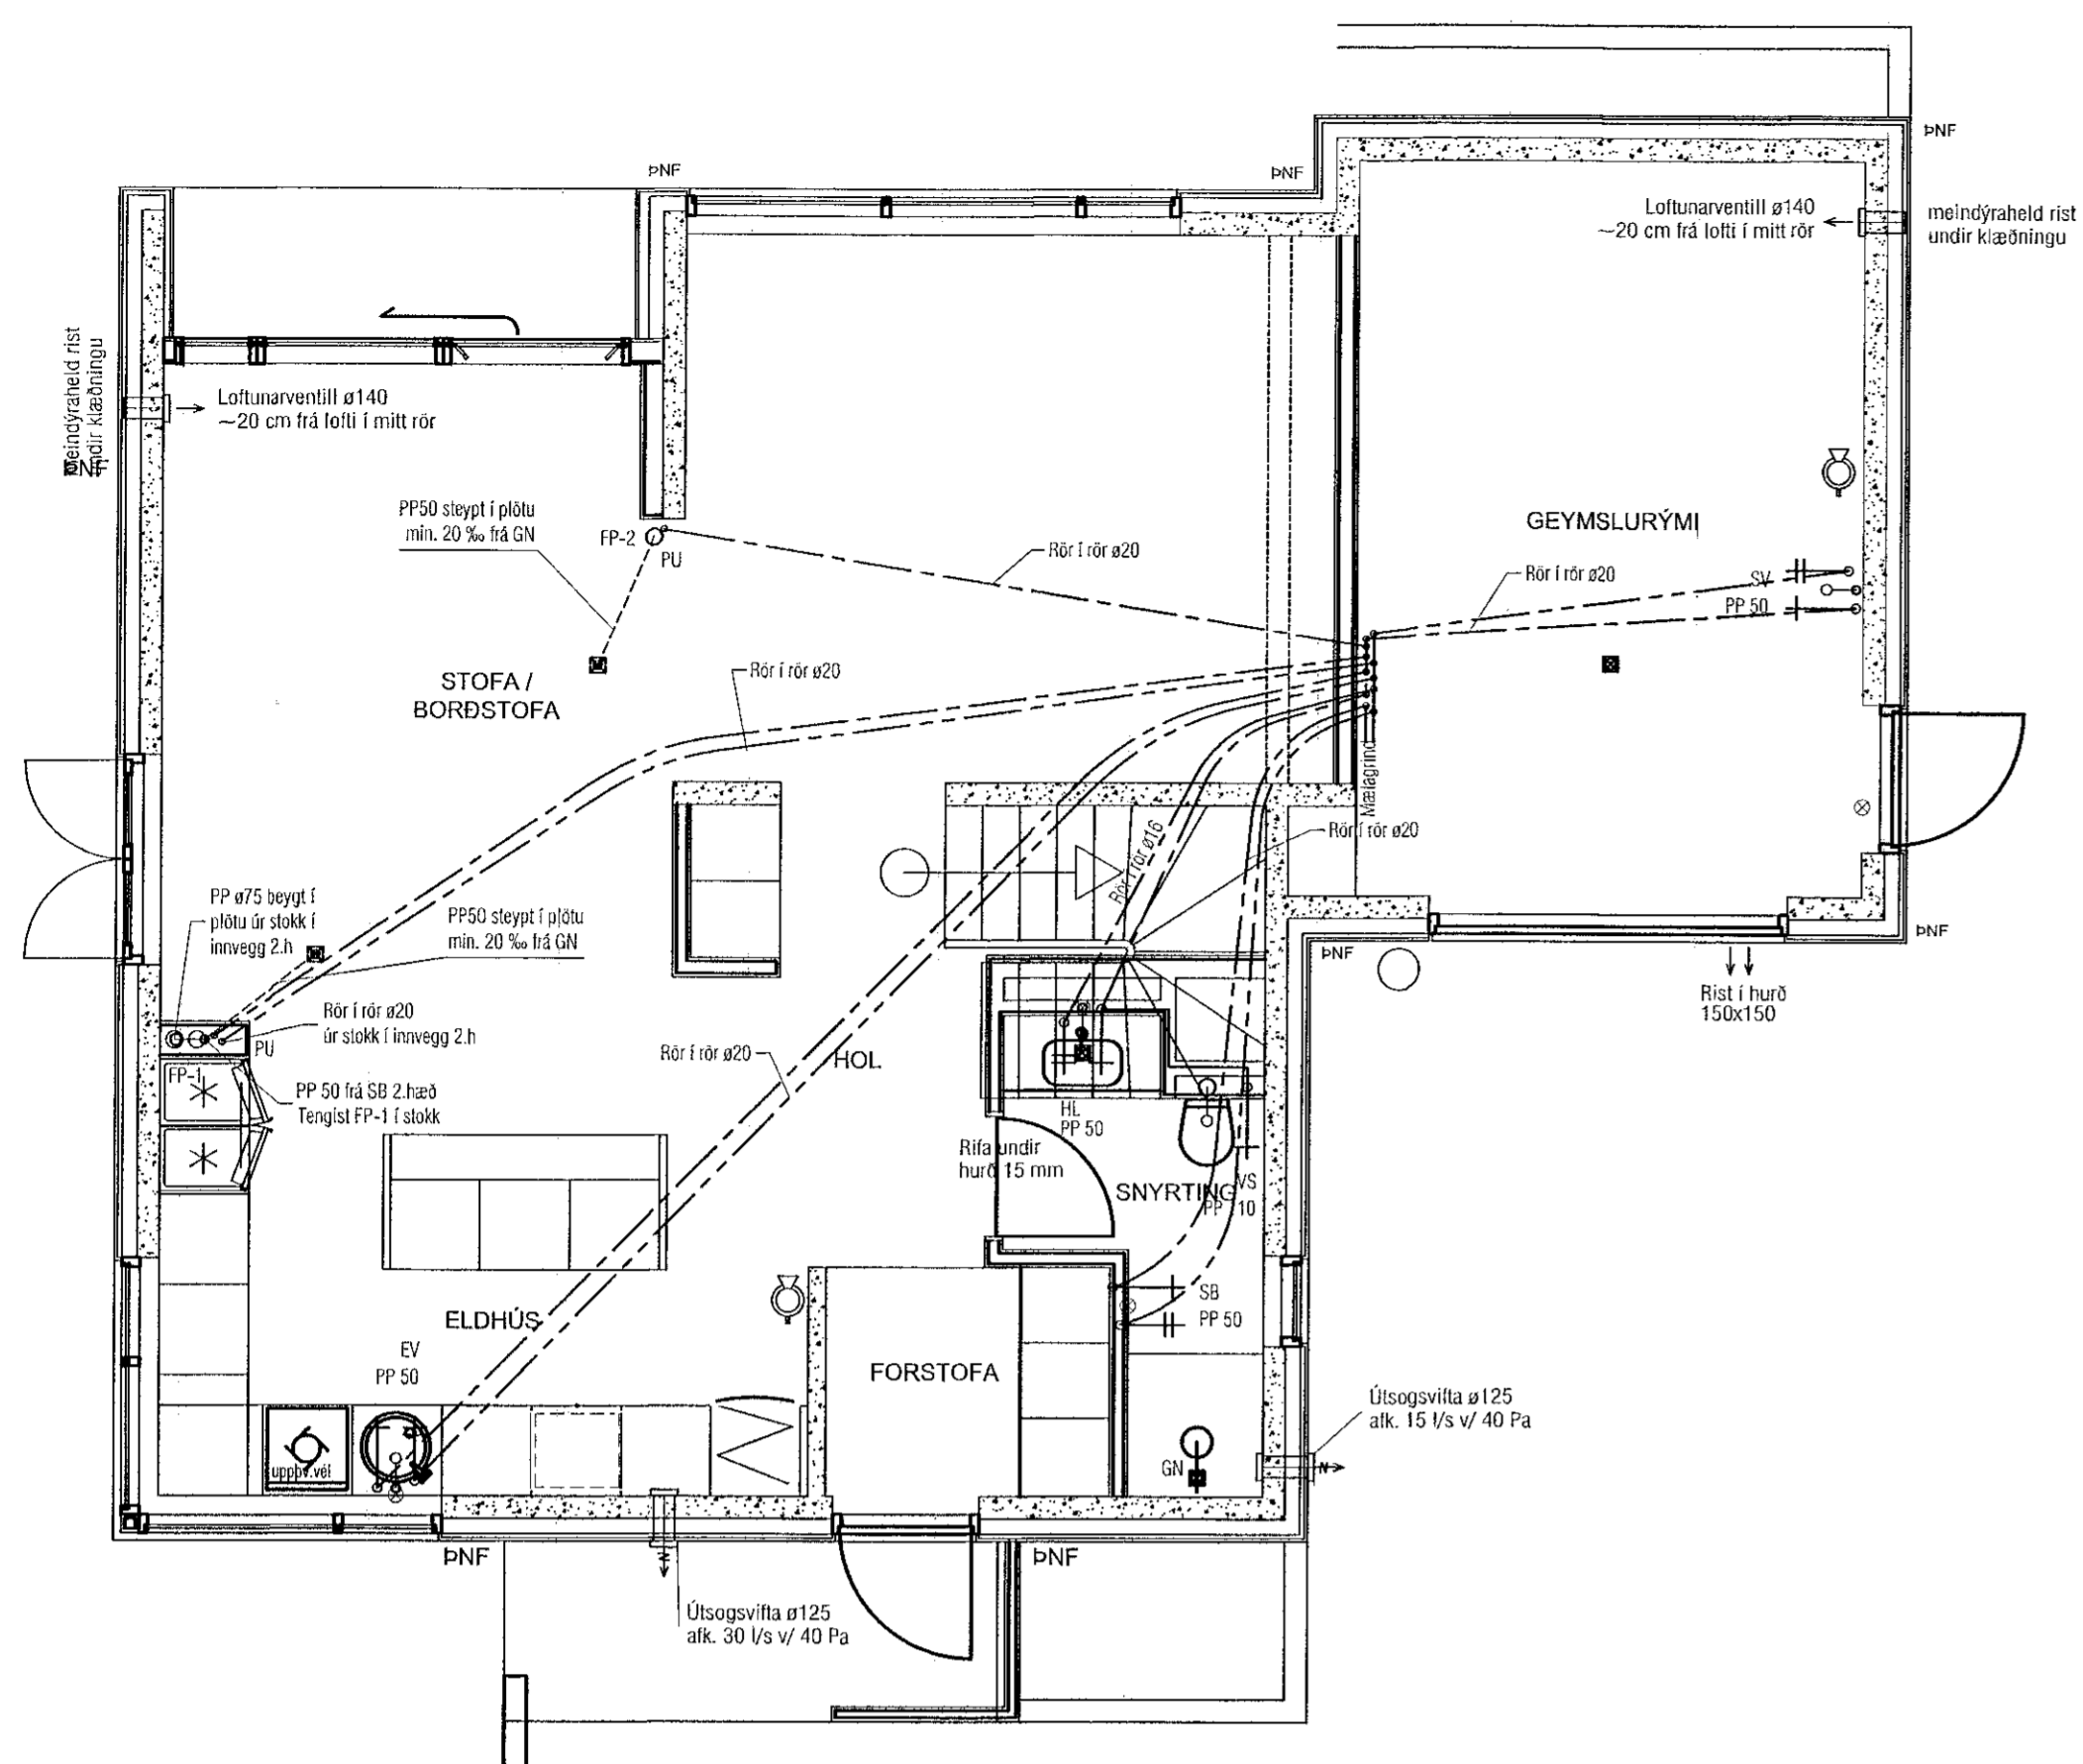 ÞNF
ÞNF
ÞNF
Loftunarventill ø140
~20 cm frá lofti í mitt rör
meindýraheld rist
undir klæðningu
meindýraheld rist
undir klæðningu
ÞNF
Loftunarventill ø140
~20 cm frá lofti í mitt rör
PP50 steypt í plötu
min. 20 ‰ frá GN
FP-2
PU
Rör í rör ø20
GEYMSLURÝMI
Rör í rör ø20
SV
PP 50
STOFA /
BORÐSTOFA
Rör í rör ø20
Mælagrind
Rör í rör ø16
Rör í rör ø20
PP ø75 beygt í
plötu úr stokk í
innvegg 2.h
PP50 steypt í plötu
min. 20 ‰ frá GN
ÞNF
ÞNF
Rist í hurð
150x150
Rör í rör ø20
úr stokk í innvegg 2.h
PU
FP-1
PP 50 frá SB 2.hæð
Tengist FP-1 í stokk
Rör í rör ø20
HOL
HL
PP 50
Rifa undir
hurð 15 mm
SNYRTING
VS
PP 110
SB
PP 50
ELDHÚS
EV
PP 50
FORSTOFA
uppþv.vél
GN
Útsogsvifta ø125
afk. 15 l/s v/ 40 Pa
N
N
ÞNF
ÞNF
Útsogsvifta ø125
afk. 30 l/s v/ 40 Pa